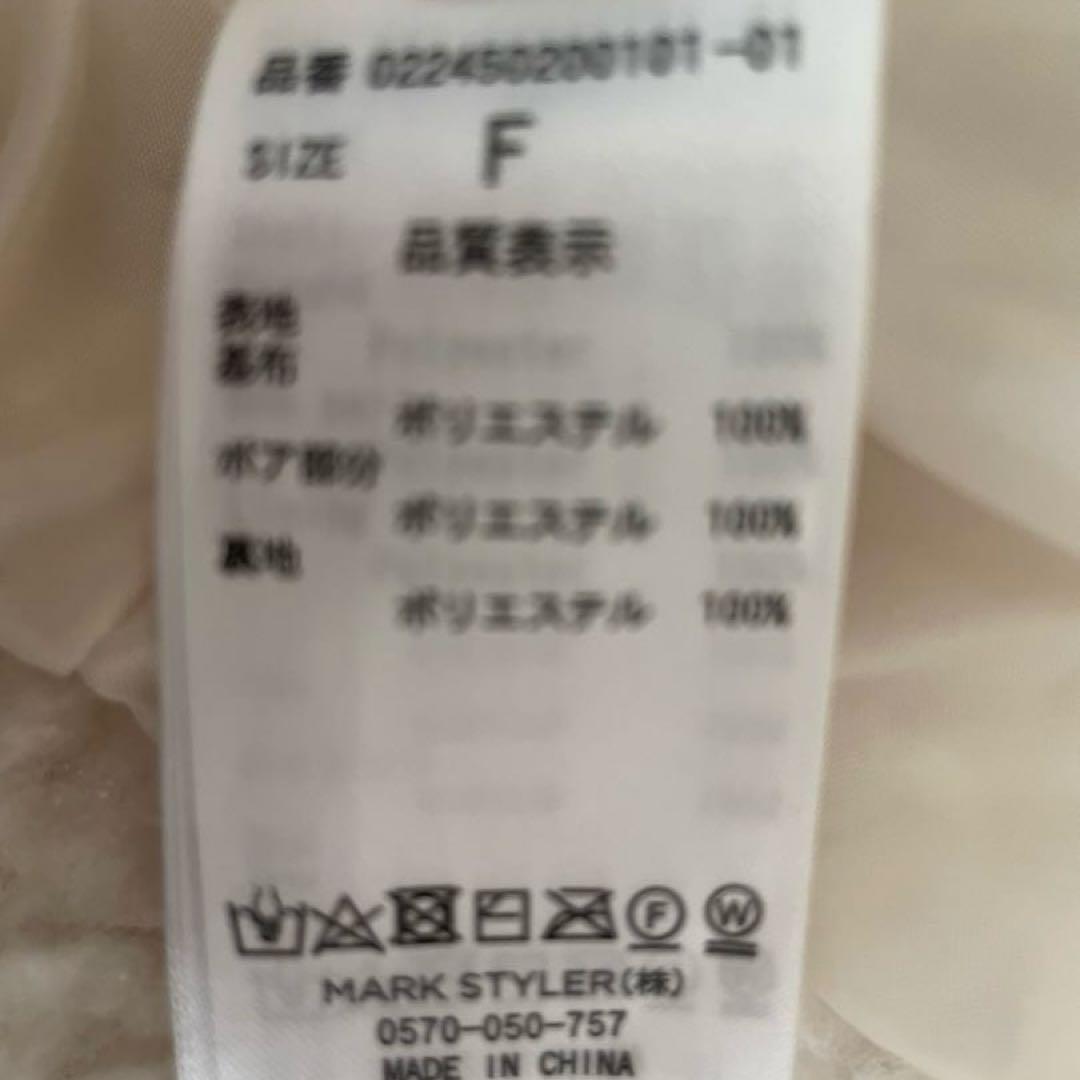 品番 022450200101-01
SIZE F
品質表示
表地
基布
ポリエステル 100%
ボア部分
ポリエステル 100%
裏地
ポリエステル 100%
F W
MARK STYLER(株)
0570-050-757
MADE IN CHINA